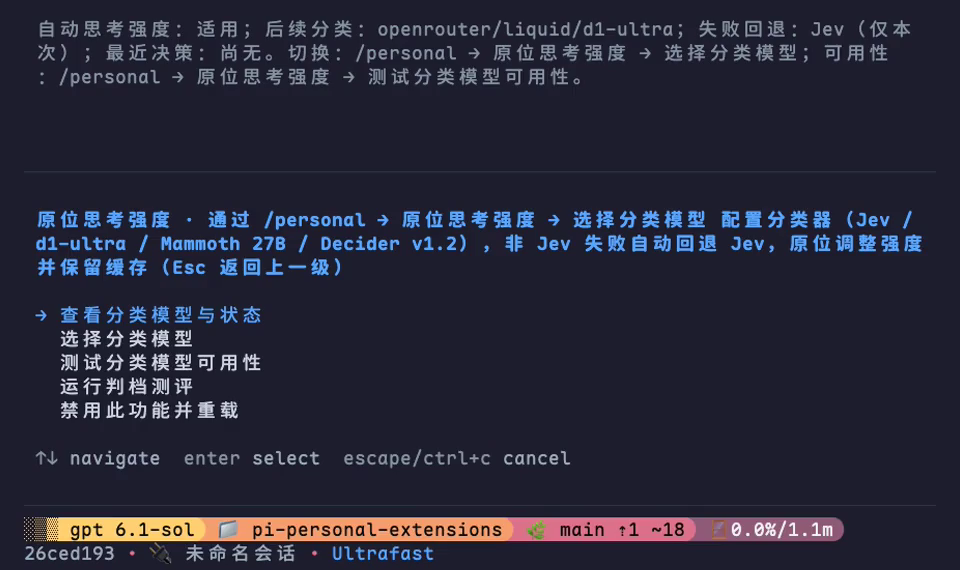 自动思考强度：适用；后续分类：openrouter/liquid/d1-ultra；失败回退：Jev（仅本
次）；最近决策：尚无。切换：/personal → 原位思考强度 → 选择分类模型；可用性
：/personal → 原位思考强度 → 测试分类模型可用性。
原位思考强度 · 通过 /personal → 原位思考强度 → 选择分类模型 配置分类器（Jev /
d1-ultra / Mammoth 27B / Decider v1.2），非 Jev 失败自动回退 Jev，原位调整强度
并保留缓存（Esc 返回上一级）
→ 查看分类模型与状态
选择分类模型
测试分类模型可用性
运行判档测评
禁用此功能并重载
↑↓ navigate  enter select  escape/ctrl+c cancel
gpt 6.1-sol pi-personal-extensions main ↑1 ~18 0.0%/1.1m
26ced193 • 未命名会话 • Ultrafast